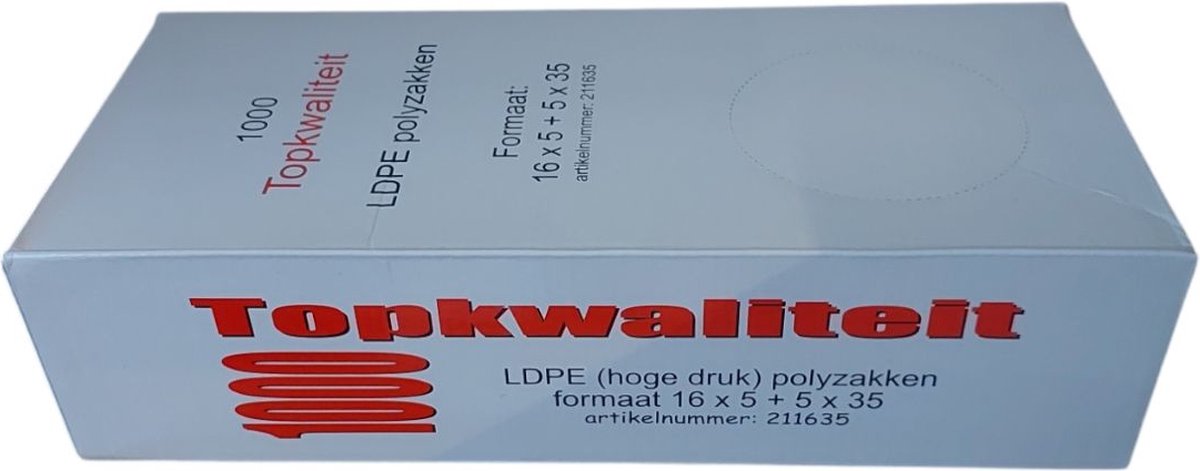 1000
Topkwaliteit
LDPE polyzakken
Formaat:
16 x 5 + 5 x 35
artikelnummer: 211635
Topkwaliteit
1000
LDPE (hoge druk) polyzakken
formaat 16 x 5 + 5 x 35
artikelnummer: 211635